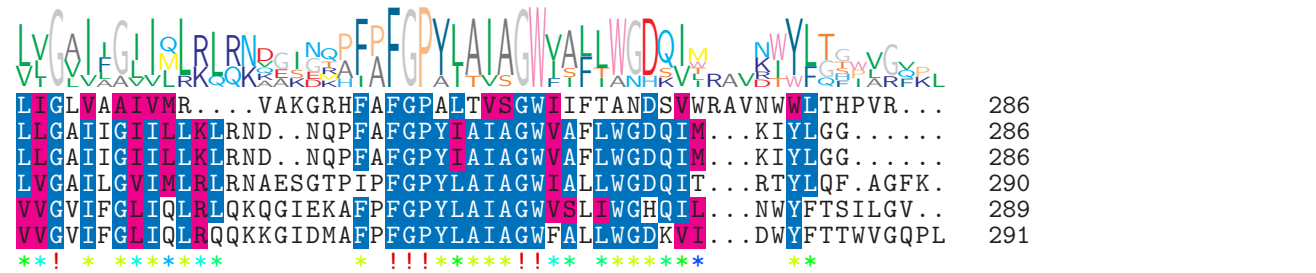 LIGLVAAIVMR....VAKGRHFAFGPALTVSGWIIFTANDSVWRAVNWWLTHPVR... 286
LLGAIIGIILLKLRND..NQPFAFGPYIAIAGWVAFLWGDQIM...KIYLGG...... 286
LLGAIIGIILLKLRND..NQPFAFGPYIAIAGWVAFLWGDQIM...KIYLGG...... 286
LVGAILGVIMLRLRNAESGTPIPFGPYLAIAGWIALLWGDQIT...RTYLQF.AGFK. 290
VVGVIFGLIQLRLQKQGIEKAFPFGPYLAIAGWVSLIWGHQIL...NWYFTSILGV.. 289
VVGVIFGLIQLRQQKKGIDMAFPFGPYLAIAGWFALLWGDKVI...DWYFTTWVGQPL 291
**! * ****** * !!!*****!!** ******* **